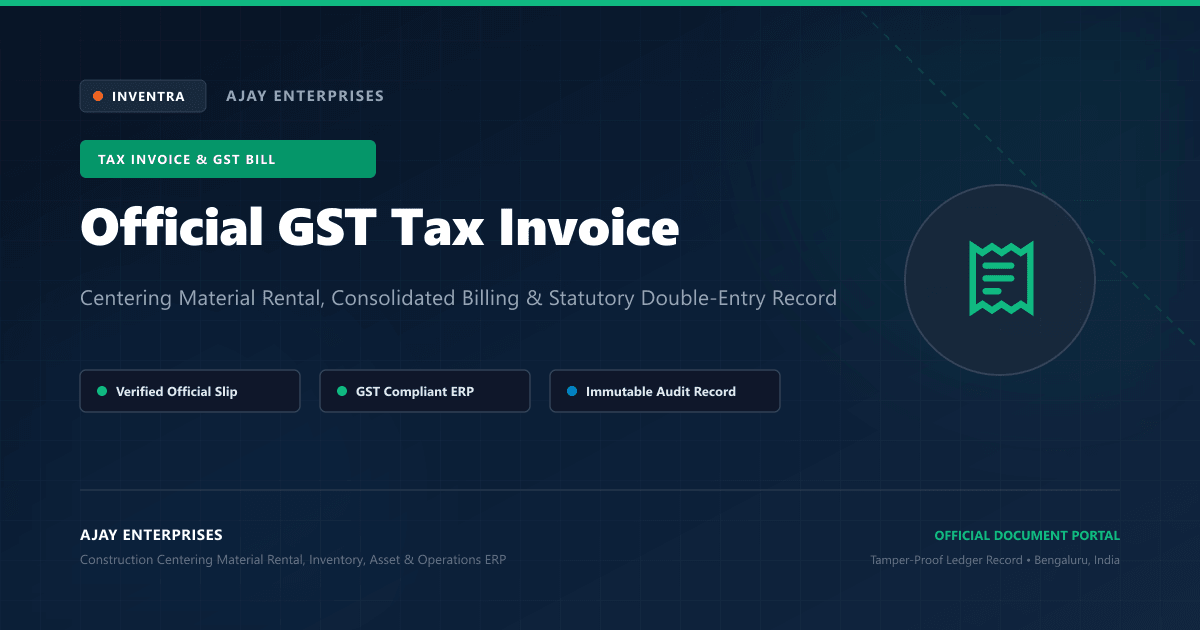 INVENTRA
AJAY ENTERPRISES
TAX INVOICE & GST BILL
Official GST Tax Invoice
Centering Material Rental, Consolidated Billing & Statutory Double-Entry Record
Verified Official Slip
GST Compliant ERP
Immutable Audit Record
AJAY ENTERPRISES
Construction Centering Material Rental, Inventory, Asset & Operations ERP
OFFICIAL DOCUMENT PORTAL
Tamper-Proof Ledger Record • Bengaluru, India